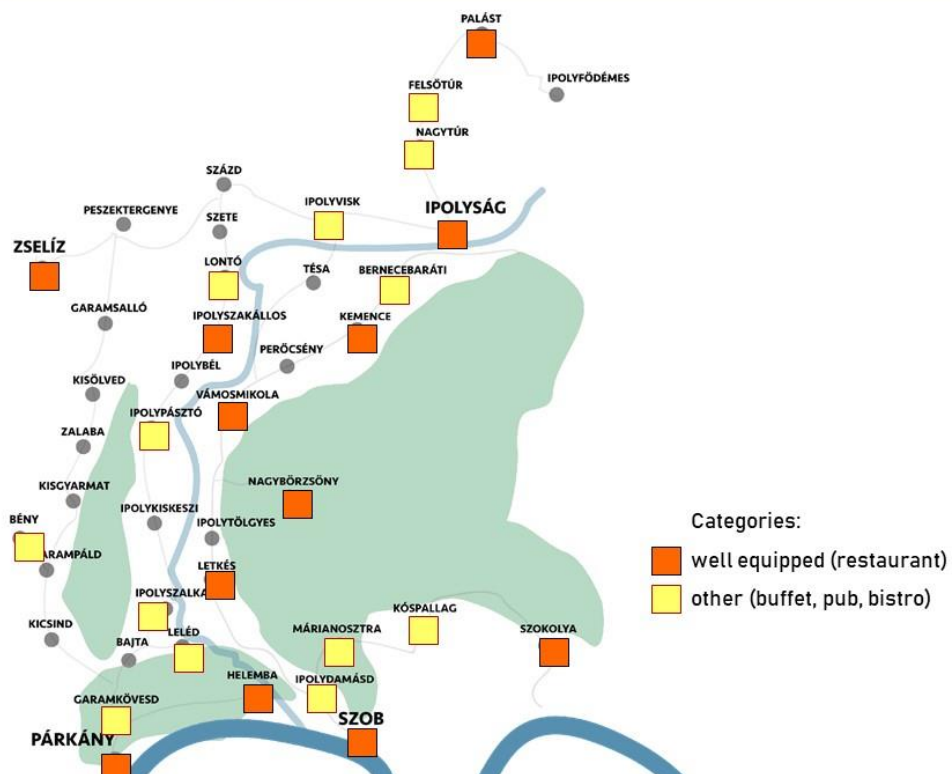 PALÁST
IPOLYFÖDÉMES
FELSŐTÚR
NAGYTÚR
SZÁZD
IPOLYVISK
IPOLYSÁG
PESZEKTERGENYE
SZETE
ZSELÍZ
LONTÓ
TÉSA
BERNECEBARÁTI
GARAMSALLÓ
IPOLYSZAKÁLLOS
KEMENCE
PERŐCSÉNY
IPOLYBÉL
KISÖLVED
VÁMOSMIKOLA
IPOLYPÁSZTÓ
ZALABA
KISGYARMAT
NAGYBÖRZSÖNY
BÉNY
IPOLYKISKESZI
IPOLYTÖLGYES
ARAMPÁLD
LETKÉS
IPOLYSZALKA
KICSIND
LELÉD
BAJTA
MÁRIANOSZTRA
KÓSPALLAG
SZOKOLYA
HELEMBA
IPOLYDAMÁSD
GARAMKÖVESD
SZOB
PÁRKÁNY
Categories:
well equipped (restaurant)
other (buffet, pub, bistro)